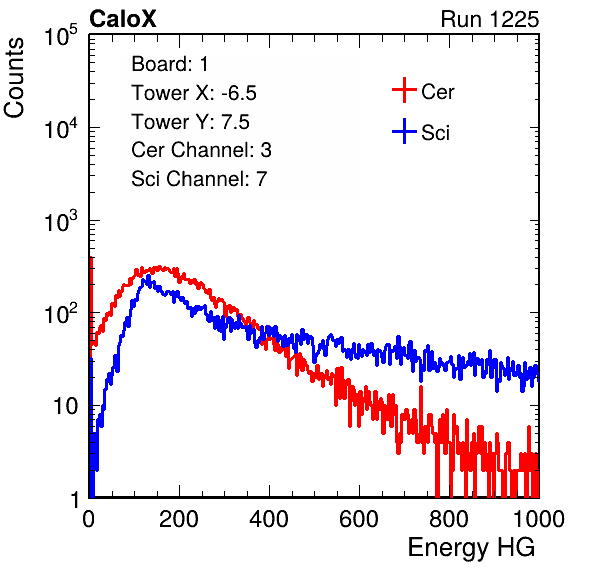 CaloX Run 1225
Counts
Board: 1
Tower X: -6.5
Tower Y: 7.5
Cer Channel: 3
Sci Channel: 7
Cer
Sci
10^5
10^4
10^3
10^2
10
1
0 200 400 600 800 1000
Energy HG